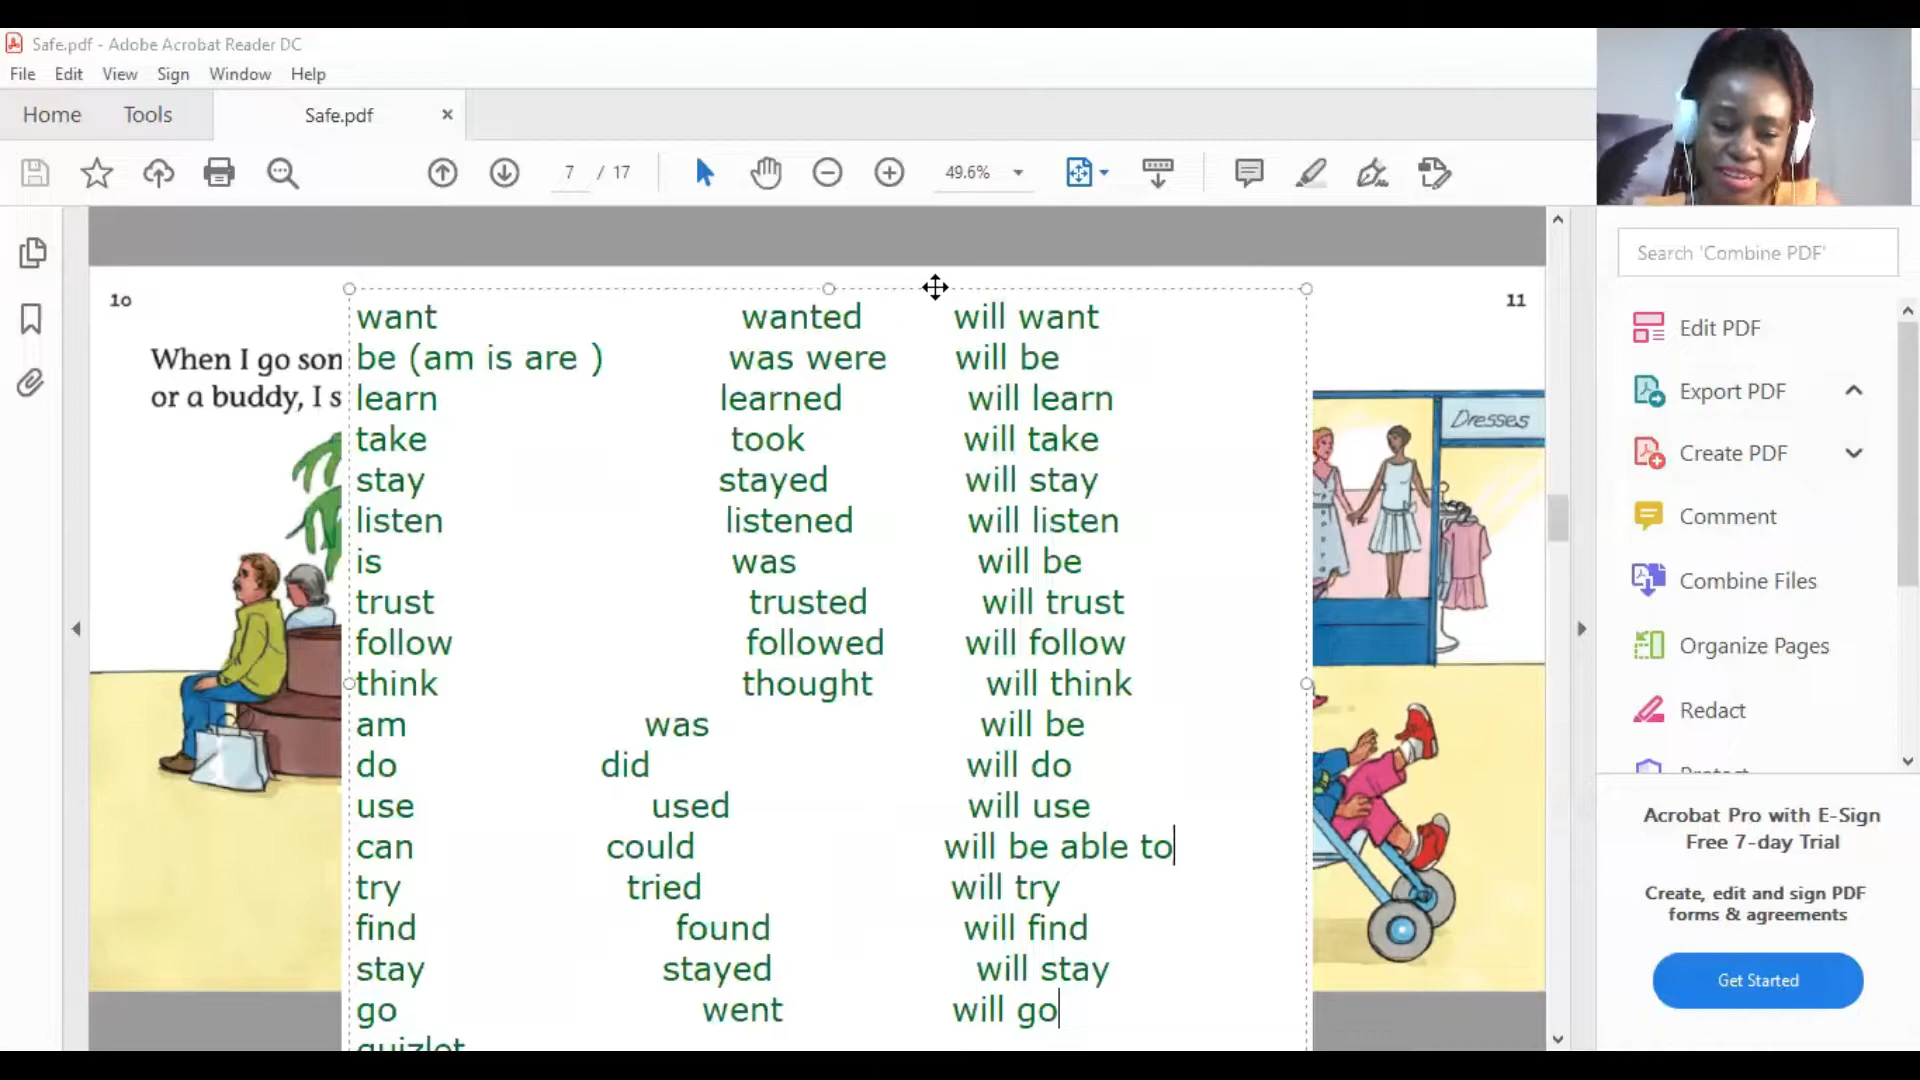 Safe.pdf - Adobe Acrobat Reader DC
File Edit View Sign Window Help
Home Tools Safe.pdf ×
7 / 17 49.6%
Search 'Combine PDF'
10
11
When I go som
or a buddy, I s
want wanted will want
be (am is are ) was were will be
learn learned will learn
take took will take
stay stayed will stay
listen listened will listen
is was will be
trust trusted will trust
follow followed will follow
think thought will think
am was will be
do did will do
use used will use
can could will be able to
try tried will try
find found will find
stay stayed will stay
go went will go
quizlet
Dresses
Edit PDF
Export PDF
Create PDF
Comment
Combine Files
Organize Pages
Redact
Protect
Acrobat Pro with E-Sign
Free 7-day Trial
Create, edit and sign PDF
forms & agreements
Get Started